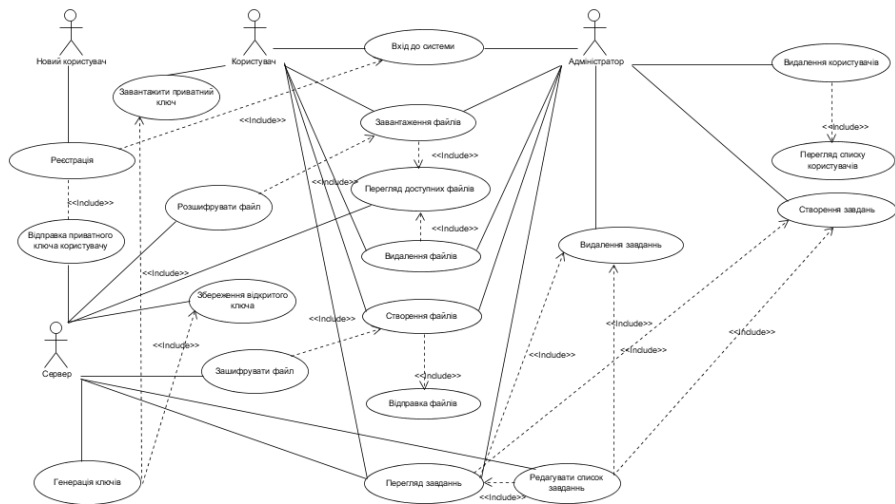 Вхід до системи
Новий користувач
Користувач
Адміністратор
Видалення користувачів
Завантажити приватний
ключ
<<Include>>
Завантаження файлів
<<Include>>
Реєстрація
<<Include>>
Перегляд списку
користувачів
<<Include>>
Розшифрувати файл
Перегляд доступних файлів
<<Include>>
<<Include>>
Створення завдань
Відправка приватного
ключа користувачу
<<Include>>
Видалення завданнь
Видалення файлів
<<Include>>
Збереження відкритого
ключа
<<Include>>
Створення файлів
<<Include>>
<<Include>>
<<Include>>
<<Include>>
Сервер
Зашифрувати файл
<<Include>>
<<Include>>
Відправка файлів
Генерація ключів
Перегляд завданнь
Редагувати список
завданнь
<<Include>>